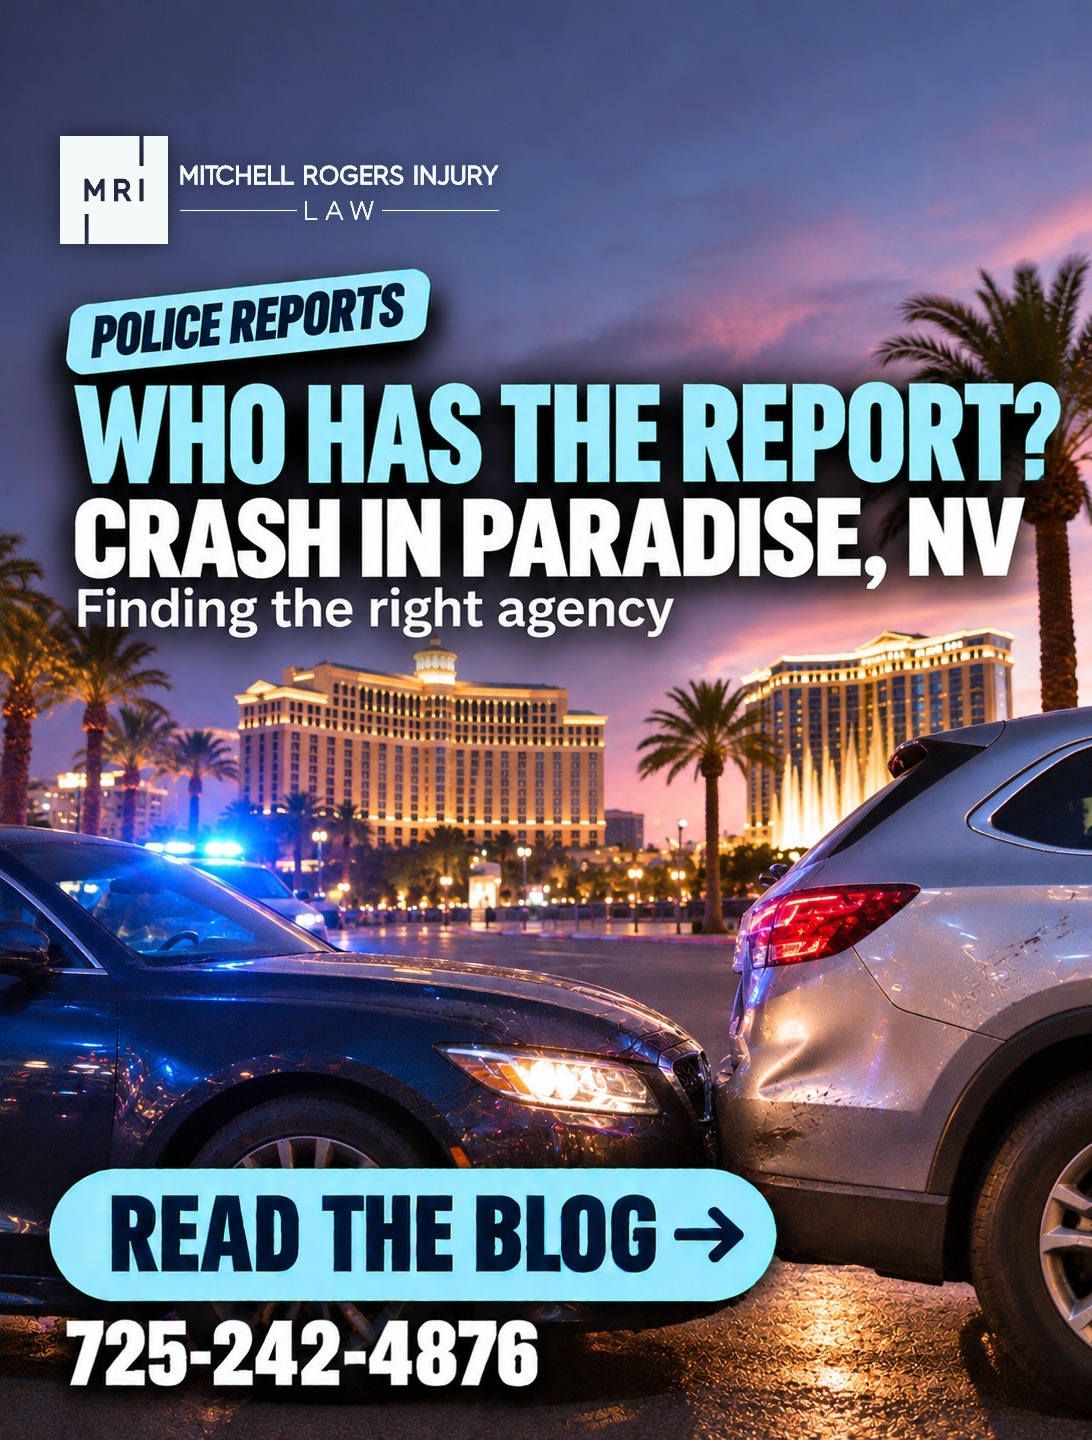 MRI
MITCHELL ROGERS INJURY
LAW
POLICE REPORTS
WHO HAS THE REPORT?
CRASH IN PARADISE, NV
Finding the right agency
READ THE BLOG →
725-242-4876